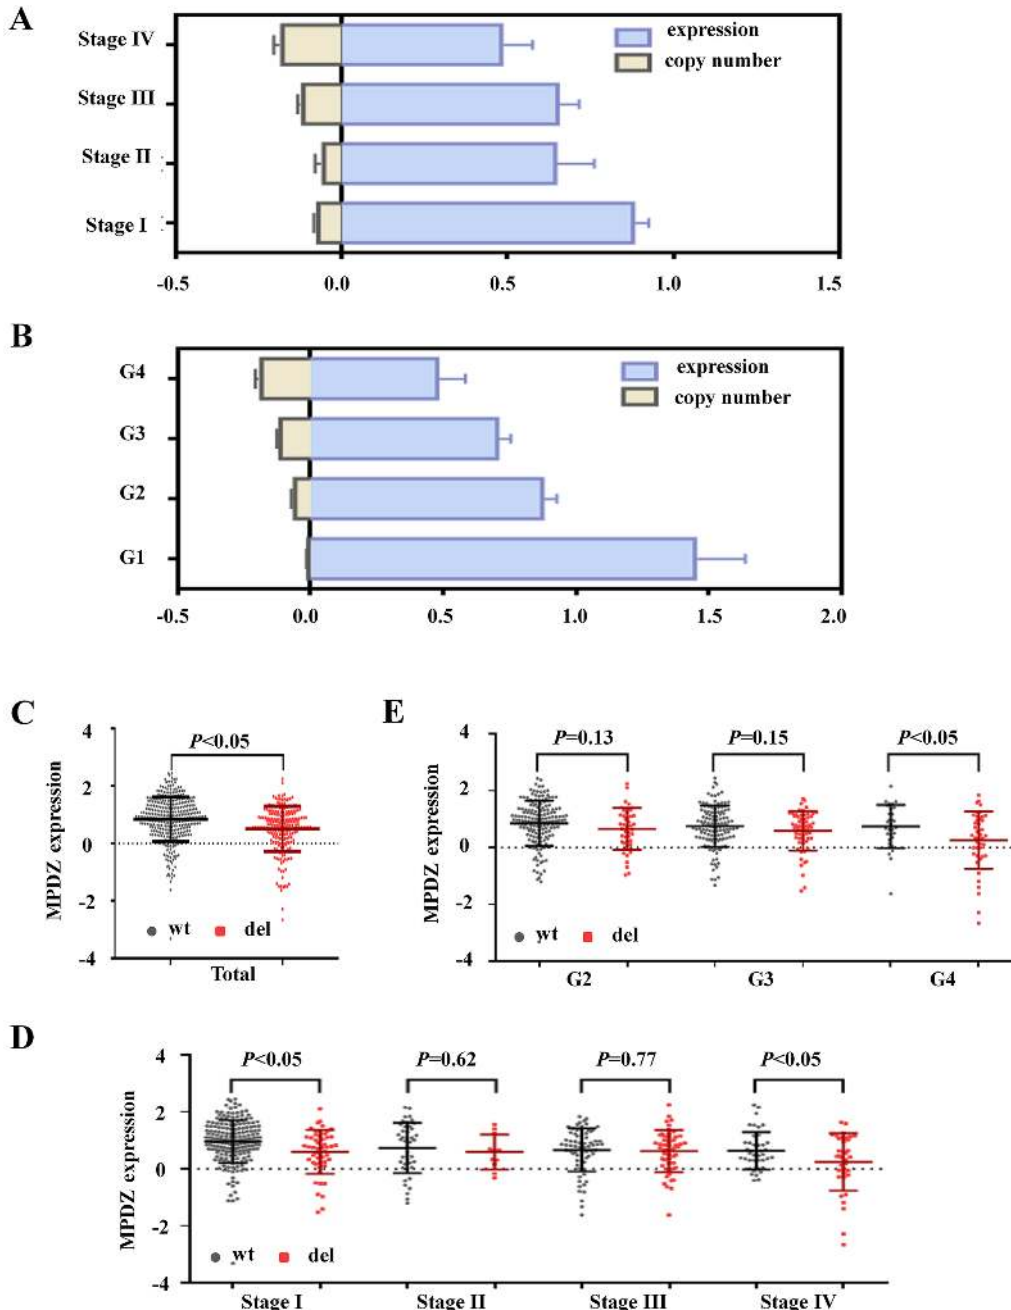 A
Stage IV
Stage III
Stage II
Stage I
expression
copy number
-0.5 0.0 0.5 1.0 1.5
B
G4
G3
G2
G1
expression
copy number
-0.5 0.0 0.5 1.0 1.5 2.0
C
MPDZ expression
4
2
0
-2
-4
P<0.05
wt del
Total
E
MPDZ expression
4
2
0
-2
-4
P=0.13 P=0.15 P<0.05
wt del
G2 G3 G4
D
MPDZ expression
4
2
0
-2
-4
P<0.05 P=0.62 P=0.77 P<0.05
wt del
Stage I Stage II Stage III Stage IV